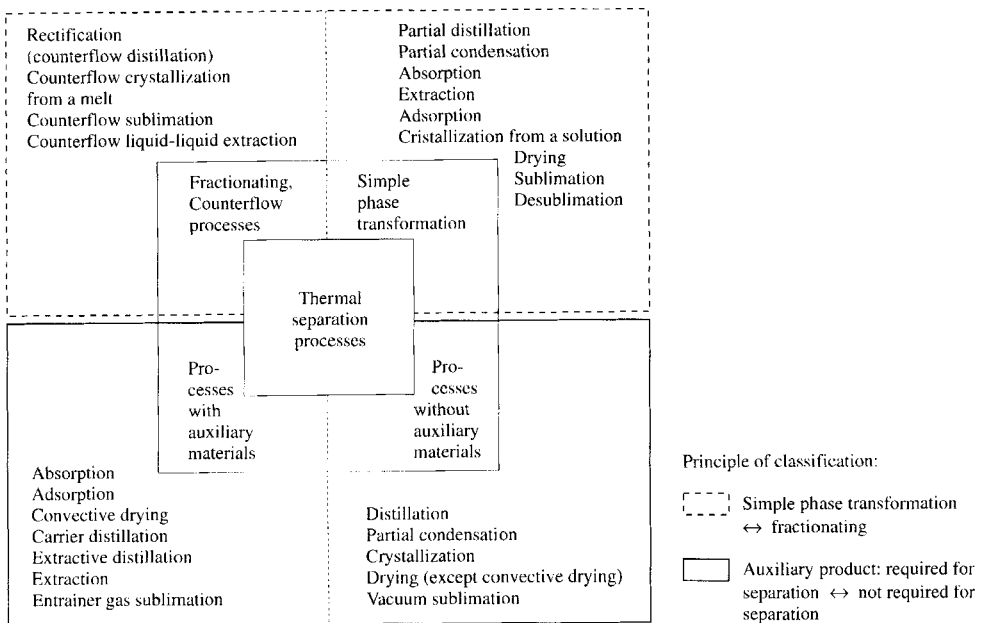 Rectification
(counterflow distillation)
Counterflow crystallization
from a melt
Counterflow sublimation
Counterflow liquid-liquid extraction
Partial distillation
Partial condensation
Absorption
Extraction
Adsorption
Cristallization from a solution
Drying
Sublimation
Desublimation
Fractionating,
Counterflow
processes
Simple
phase
transformation
Thermal
separation
processes
Pro-
cesses
with
auxiliary
materials
Pro-
cesses
without
auxiliary
materials
Absorption
Adsorption
Convective drying
Carrier distillation
Extractive distillation
Extraction
Entrainer gas sublimation
Distillation
Partial condensation
Crystallization
Drying (except convective drying)
Vacuum sublimation
Principle of classification:
Simple phase transformation
↔ fractionating
Auxiliary product: required for
separation ↔ not required for
separation